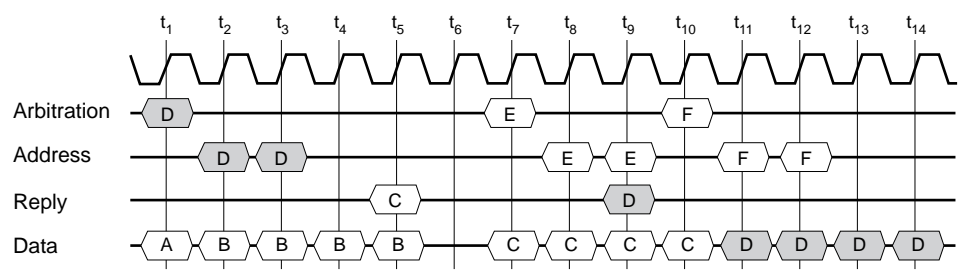 t1 t2 t3 t4 t5 t6 t7 t8 t9 t10 t11 t12 t13 t14
Arbitration D E F
Address D D E E F F
Reply C D
Data A B B B B C C C C D D D D